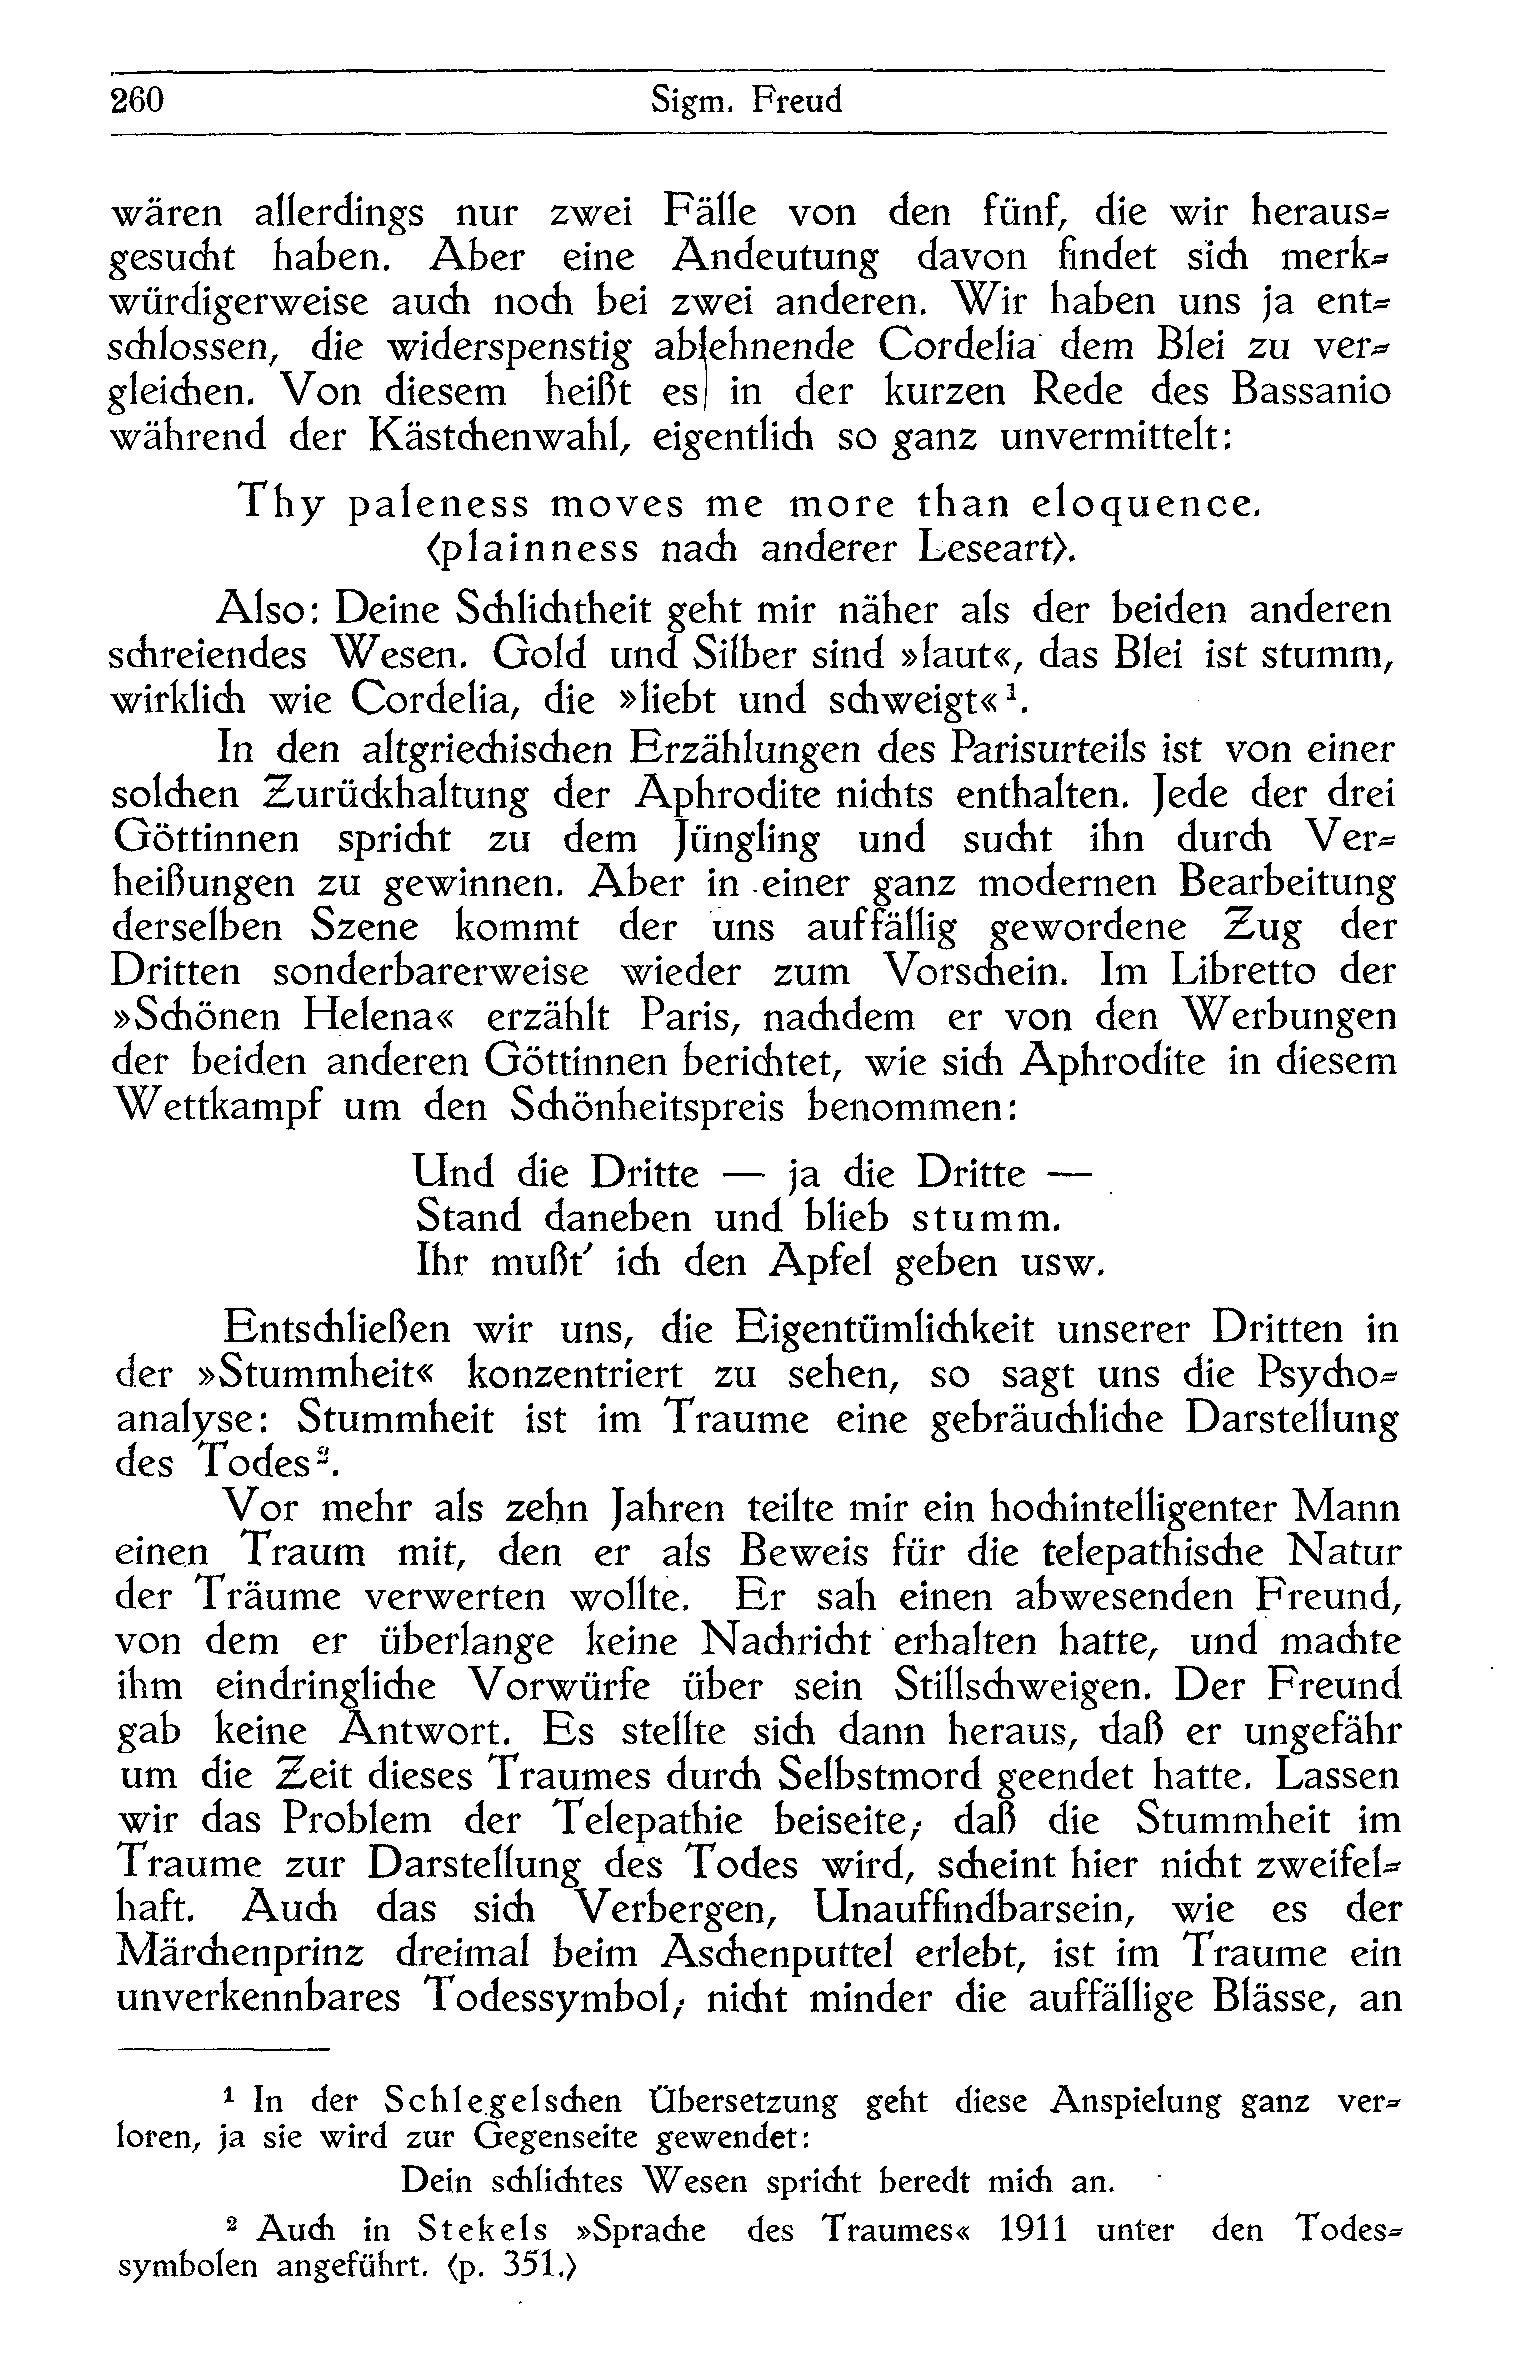 260
Sigm. Freud
wären allerdings nur zwei Fälle von den fünf, die wir heraus-
gesucht haben. Aber eine Andeutung davon findet sich merk-
würdigerweise auch noch bei zwei anderen. Wir haben uns ja ent-
schlossen, die widerspenstig ablehnende Cordelia dem Blei zu ver-
gleichen. Von diesem heißt es in der kurzen Rede des Bassanio
während der Kästchenwahl, eigentlich so ganz unvermittelt:
Thy paleness moves me more than eloquence.
(plainness nach anderer Leseart).
Also: Deine Schlichtheit geht mir näher als der beiden anderen
schreiendes Wesen. Gold und Silber sind »laut«, das Blei ist stumm,
wirklich wie Cordelia, die »liebt und schweigt«¹.
In den altgriechischen Erzählungen des Parisurteils ist von einer
solchen Zurückhaltung der Aphrodite nichts enthalten. Jede der drei
Göttinnen spricht zu dem Jüngling und sucht ihn durch Ver-
heißungen zu gewinnen. Aber in einer ganz modernen Bearbeitung
derselben Szene kommt der uns auffällig gewordene Zug der
Dritten sonderbarerweise wieder zum Vorschein. Im Libretto der
»Schönen Helena« erzählt Paris, nachdem er von den Werbungen
der beiden anderen Göttinnen berichtet, wie sich Aphrodite in diesem
Wettkampf um den Schönheitspreis benommen:
Und die Dritte — ja die Dritte —
Stand daneben und blieb stumm.
Ihr mußt' ich den Apfel geben usw.
Entschließen wir uns, die Eigentümlichkeit unserer Dritten in
der »Stummheit« konzentriert zu sehen, so sagt uns die Psycho-
analyse: Stummheit ist im Traume eine gebräuchliche Darstellung
des Todes².
Vor mehr als zehn Jahren teilte mir ein hochintelligenter Mann
einen Traum mit, den er als Beweis für die telepathische Natur
der Träume verwerten wollte. Er sah einen abwesenden Freund,
von dem er überlange keine Nachricht erhalten hatte, und machte
ihm eindringliche Vorwürfe über sein Stillschweigen. Der Freund
gab keine Antwort. Es stellte sich dann heraus, daß er ungefähr
um die Zeit dieses Traumes durch Selbstmord geendet hatte. Lassen
wir das Problem der Telepathie beiseite; daß die Stummheit im
Traume zur Darstellung des Todes wird, scheint hier nicht zweifel-
haft. Auch das sich Verbergen, Unauffindbarsein, wie es der
Märchenprinz dreimal beim Aschenputtel erlebt, ist im Traume ein
unverkennbares Todessymbol; nicht minder die auffällige Blässe, an
¹ In der Schlegelschen Übersetzung geht diese Anspielung ganz ver-
loren, ja sie wird zur Gegenseite gewendet:
Dein schlichtes Wesen spricht beredt mich an.
² Auch in Stekels »Sprache des Traumes« 1911 unter den Todes-
symbolen angeführt. (p. 351.)